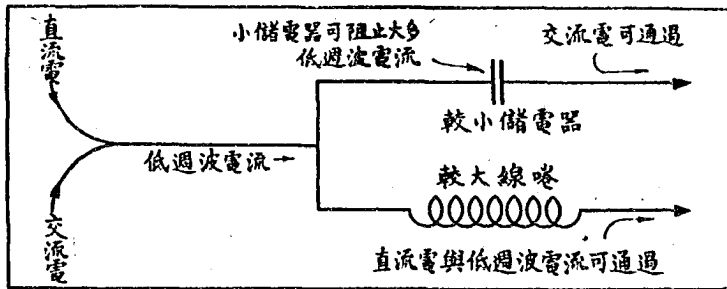 直流電
交流電
低週波電流
小儲電器可阻止大多
低週波電流
較小儲電器
交流電可通過
較大線捲
直流電與低週波電流可通過